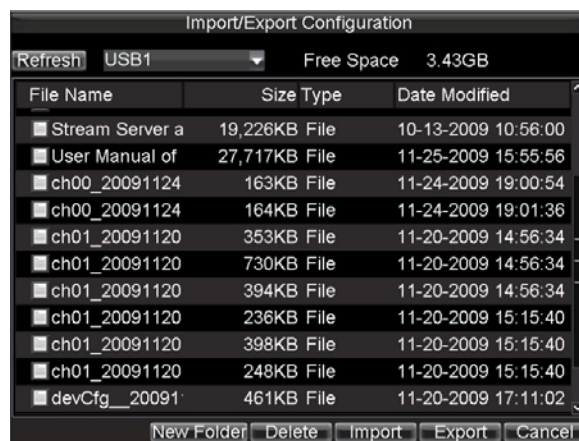 Import/Export Configuration
Refresh USB1 Free Space 3.43GB
File Name Size Type Date Modified
Stream Server a 19,226KB File 10-13-2009 10:56:00
User Manual of 27,717KB File 11-25-2009 15:55:56
ch00_20091124 163KB File 11-24-2009 19:00:54
ch00_20091124 164KB File 11-24-2009 19:01:36
ch01_20091120 353KB File 11-20-2009 14:56:34
ch01_20091120 730KB File 11-20-2009 14:56:34
ch01_20091120 394KB File 11-20-2009 14:56:34
ch01_20091120 236KB File 11-20-2009 15:15:40
ch01_20091120 398KB File 11-20-2009 15:15:40
ch01_20091120 248KB File 11-20-2009 15:15:40
devCfg__20091 461KB File 11-20-2009 17:11:02
New Folder Delete Import Export Cancel